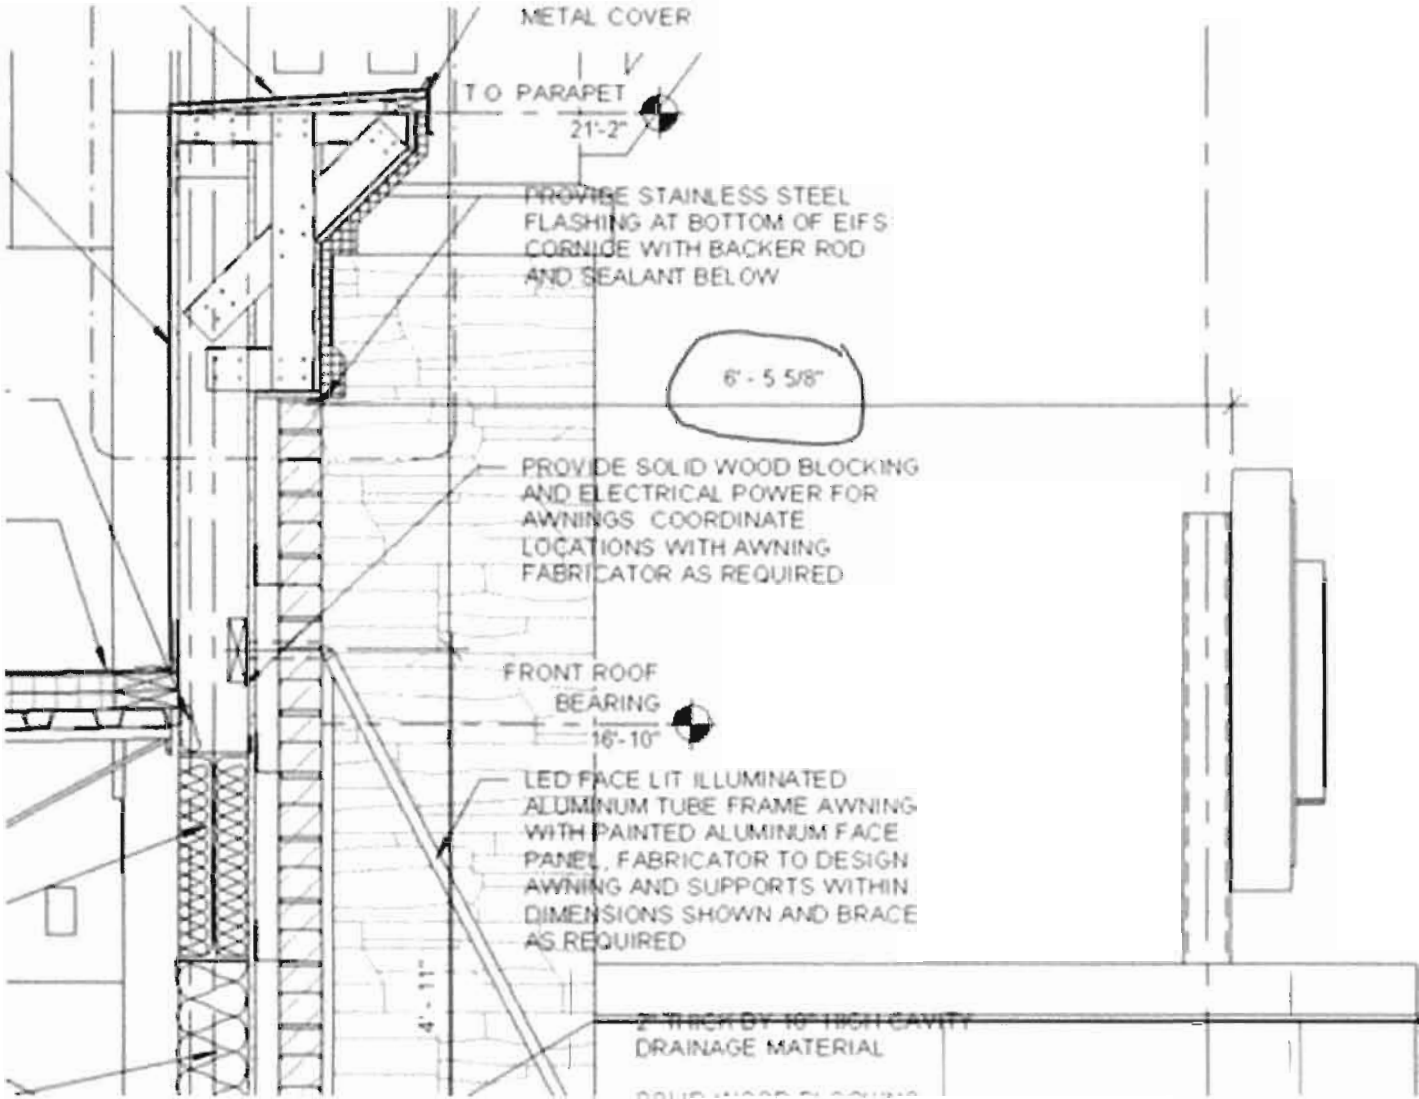 METAL COVER
T O PARAPET
21'-2"
PROVIDE STAINLESS STEEL
FLASHING AT BOTTOM OF EIFS
CORNICE WITH BACKER ROD
AND SEALANT BELOW
6' - 5 5/8"
PROVIDE SOLID WOOD BLOCKING
AND ELECTRICAL POWER FOR
AWNINGS COORDINATE
LOCATIONS WITH AWNING
FABRICATOR AS REQUIRED
FRONT ROOF
BEARING
16'-10"
LED FACE LIT ILLUMINATED
ALUMINUM TUBE FRAME AWNING
WITH PAINTED ALUMINUM FACE
PANEL, FABRICATOR TO DESIGN
AWNING AND SUPPORTS WITHIN
DIMENSIONS SHOWN AND BRACE
AS REQUIRED
4' - 11"
2" THICK BY 10" HIGH CAVITY
DRAINAGE MATERIAL
SOLID WOOD BLOCKING